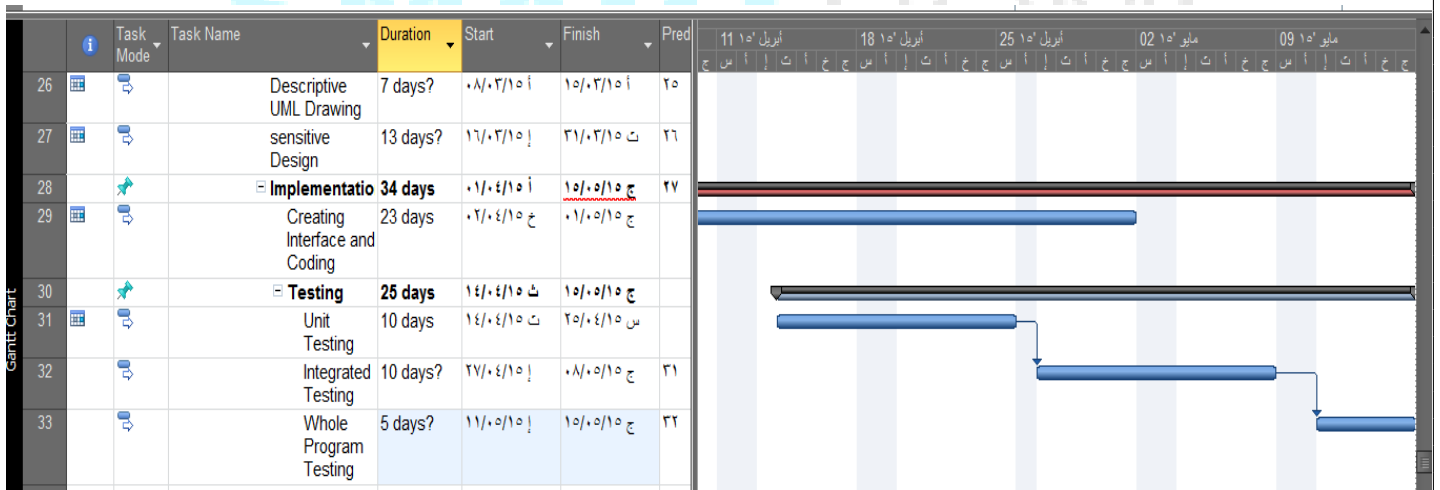 Task Mode Task Name Duration Start Finish Pred
11 أبريل '١٥ 18 أبريل '١٥ 25 أبريل '١٥ 02 مايو '١٥ 09 مايو '١٥
ج س أ إ ث أ خ ج س أ إ ث أ خ ج س أ إ ث أ خ ج س أ إ ث أ خ ج س أ إ ث أ خ ج
26 Descriptive UML Drawing 7 days? أ ٠٨/٠٣/١٥ أ ١٥/٠٣/١٥ ٢٥
27 sensitive Design 13 days? إ ١٦/٠٣/١٥ ث ٣١/٠٣/١٥ ٢٦
28 Implementatio 34 days أ ٠١/٠٤/١٥ ج ١٥/٠٥/١٥ ٢٧
29 Creating Interface and Coding 23 days خ ٠٢/٠٤/١٥ ج ٠١/٠٥/١٥
30 Testing 25 days ث ١٤/٠٤/١٥ ج ١٥/٠٥/١٥
31 Unit Testing 10 days ث ١٤/٠٤/١٥ س ٢٥/٠٤/١٥
32 Integrated Testing 10 days? إ ٢٧/٠٤/١٥ ج ٠٨/٠٥/١٥ ٣١
33 Whole Program Testing 5 days? إ ١١/٠٥/١٥ ج ١٥/٠٥/١٥ ٣٢
Gantt Chart